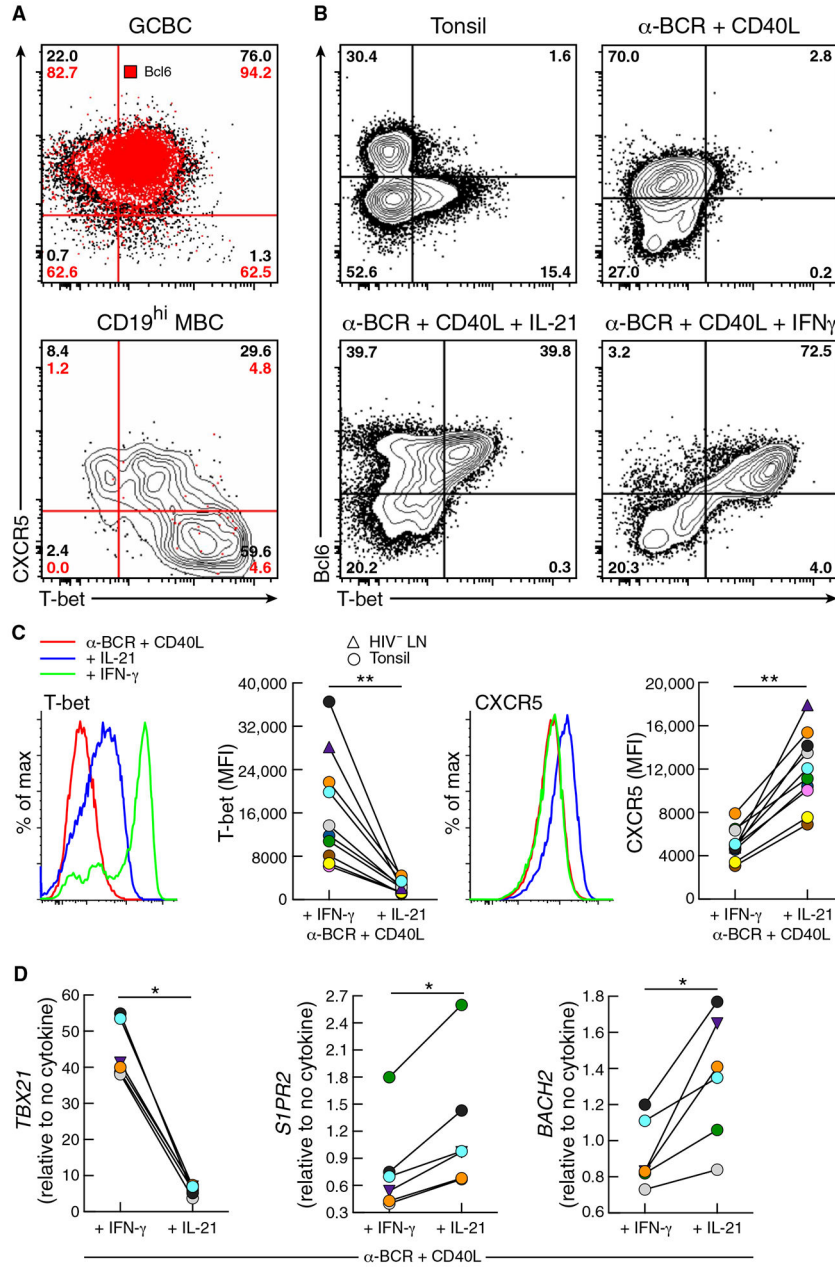 A
GCBC
22.0
76.0
82.7
Bcl6
94.2
0.7
1.3
62.6
62.5
CD19hi MBC
8.4
29.6
1.2
4.8
2.4
59.6
0.0
4.6
CXCR5
T-bet
B
Tonsil
α-BCR + CD40L
30.4
1.6
70.0
2.8
52.6
15.4
27.0
0.2
α-BCR + CD40L + IL-21
α-BCR + CD40L + IFNγ
39.7
39.8
3.2
72.5
20.2
0.3
20.3
4.0
Bcl6
T-bet
C
α-BCR + CD40L
+ IL-21
+ IFN-γ
HIV− LN
Tonsil
T-bet
% of max
**
40,000
32,000
24,000
16,000
8000
0
T-bet (MFI)
+ IFN-γ + IL-21
α-BCR + CD40L
CXCR5
% of max
**
20,000
16,000
12,000
8000
4000
0
CXCR5 (MFI)
+ IFN-γ + IL-21
α-BCR + CD40L
D
*
60
50
40
30
20
10
0
TBX21
(relative to no cytokine)
+ IFN-γ + IL-21
*
2.7
2.4
2.1
1.8
1.5
1.2
0.9
0.6
0.3
S1PR2
(relative to no cytokine)
+ IFN-γ + IL-21
*
1.8
1.6
1.4
1.2
1.0
0.8
0.6
BACH2
(relative to no cytokine)
+ IFN-γ + IL-21
α-BCR + CD40L